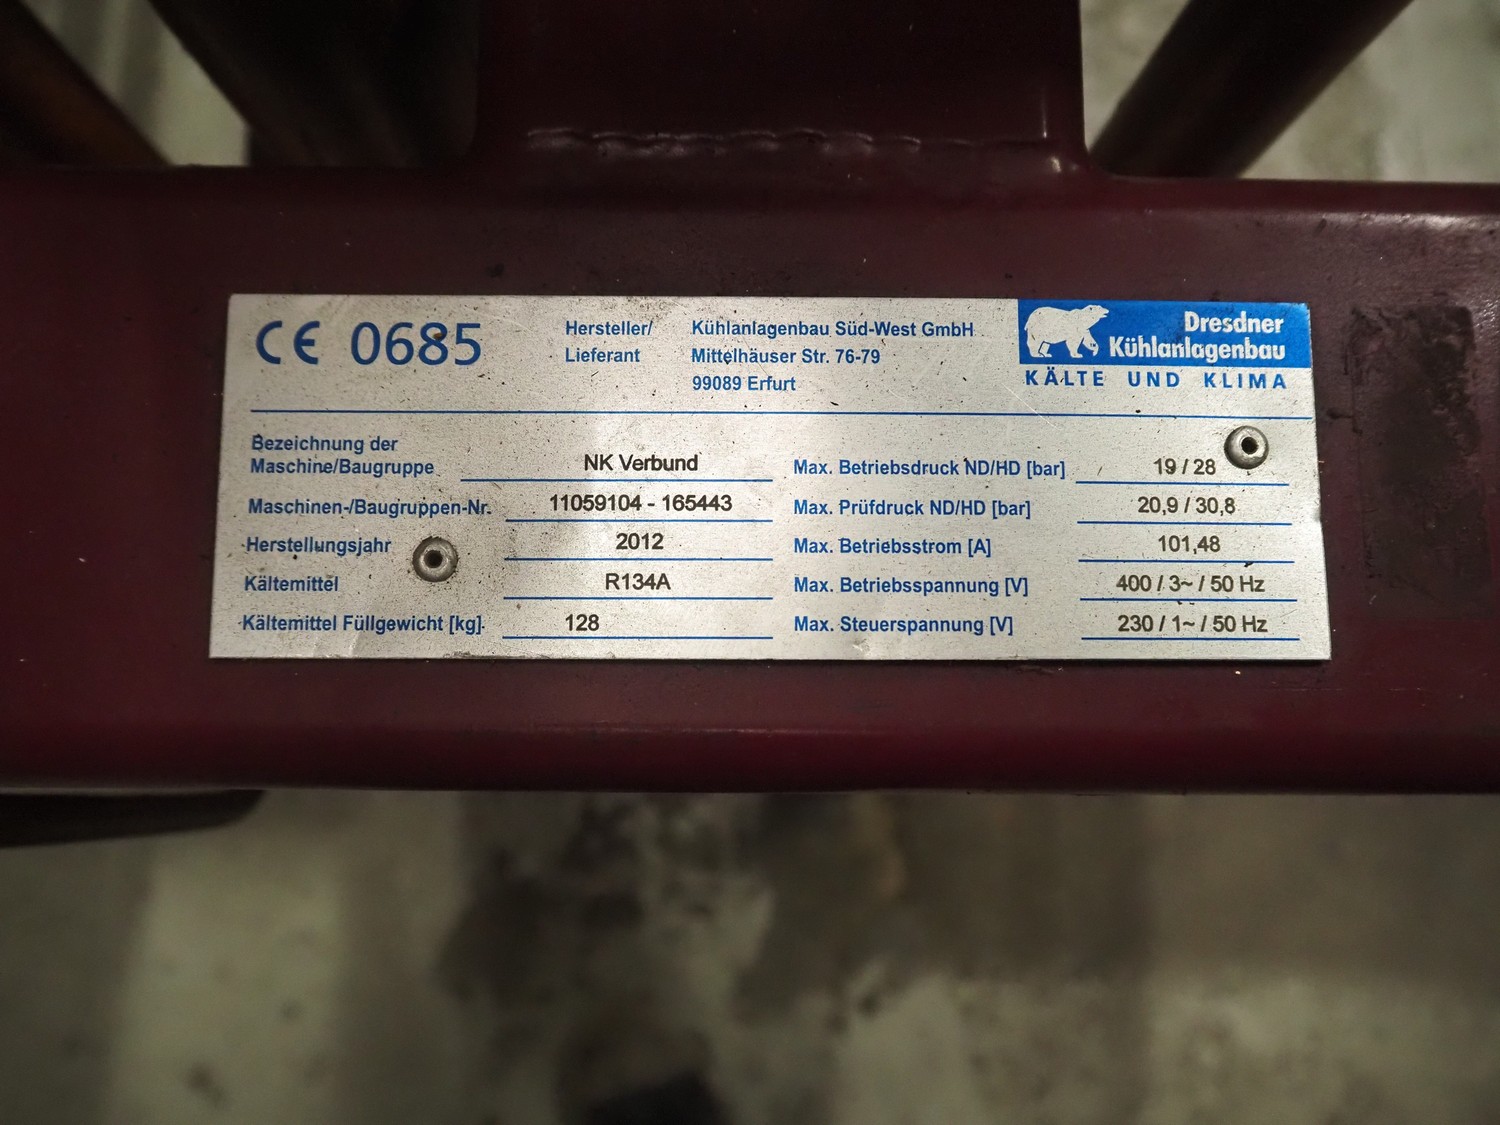 CE 0685
Hersteller/ Kühlanlagenbau Süd-West GmbH
Lieferant Mittelhäuser Str. 76-79
99089 Erfurt
Dresdner
Kühlanlagenbau
KÄLTE UND KLIMA
Bezeichnung der
Maschine/Baugruppe NK Verbund
Maschinen-/Baugruppen-Nr. 11059104 - 165443
Herstellungsjahr 2012
Kältemittel R134A
Kältemittel Füllgewicht [kg] 128
Max. Betriebsdruck ND/HD [bar] 19 / 28
Max. Prüfdruck ND/HD [bar] 20,9 / 30,8
Max. Betriebsstrom [A] 101,48
Max. Betriebsspannung [V] 400 / 3~ / 50 Hz
Max. Steuerspannung [V] 230 / 1~ / 50 Hz